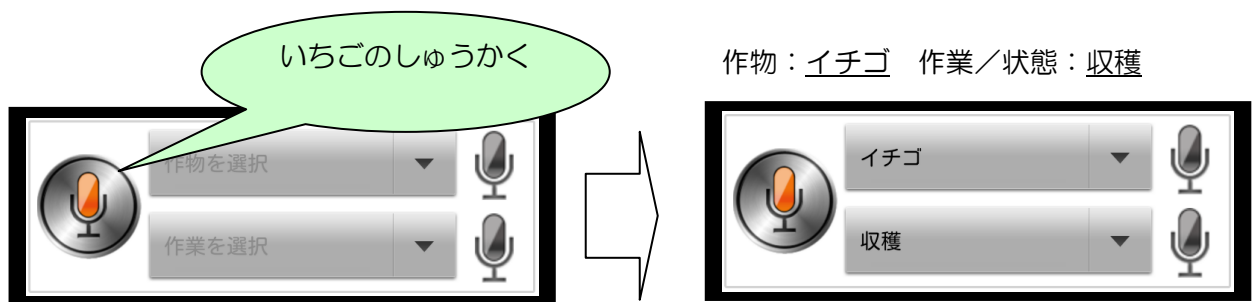 いちごのしゅうかく
作物を選択
作業を選択
作物：イチゴ　作業／状態：収穫
イチゴ
収穫